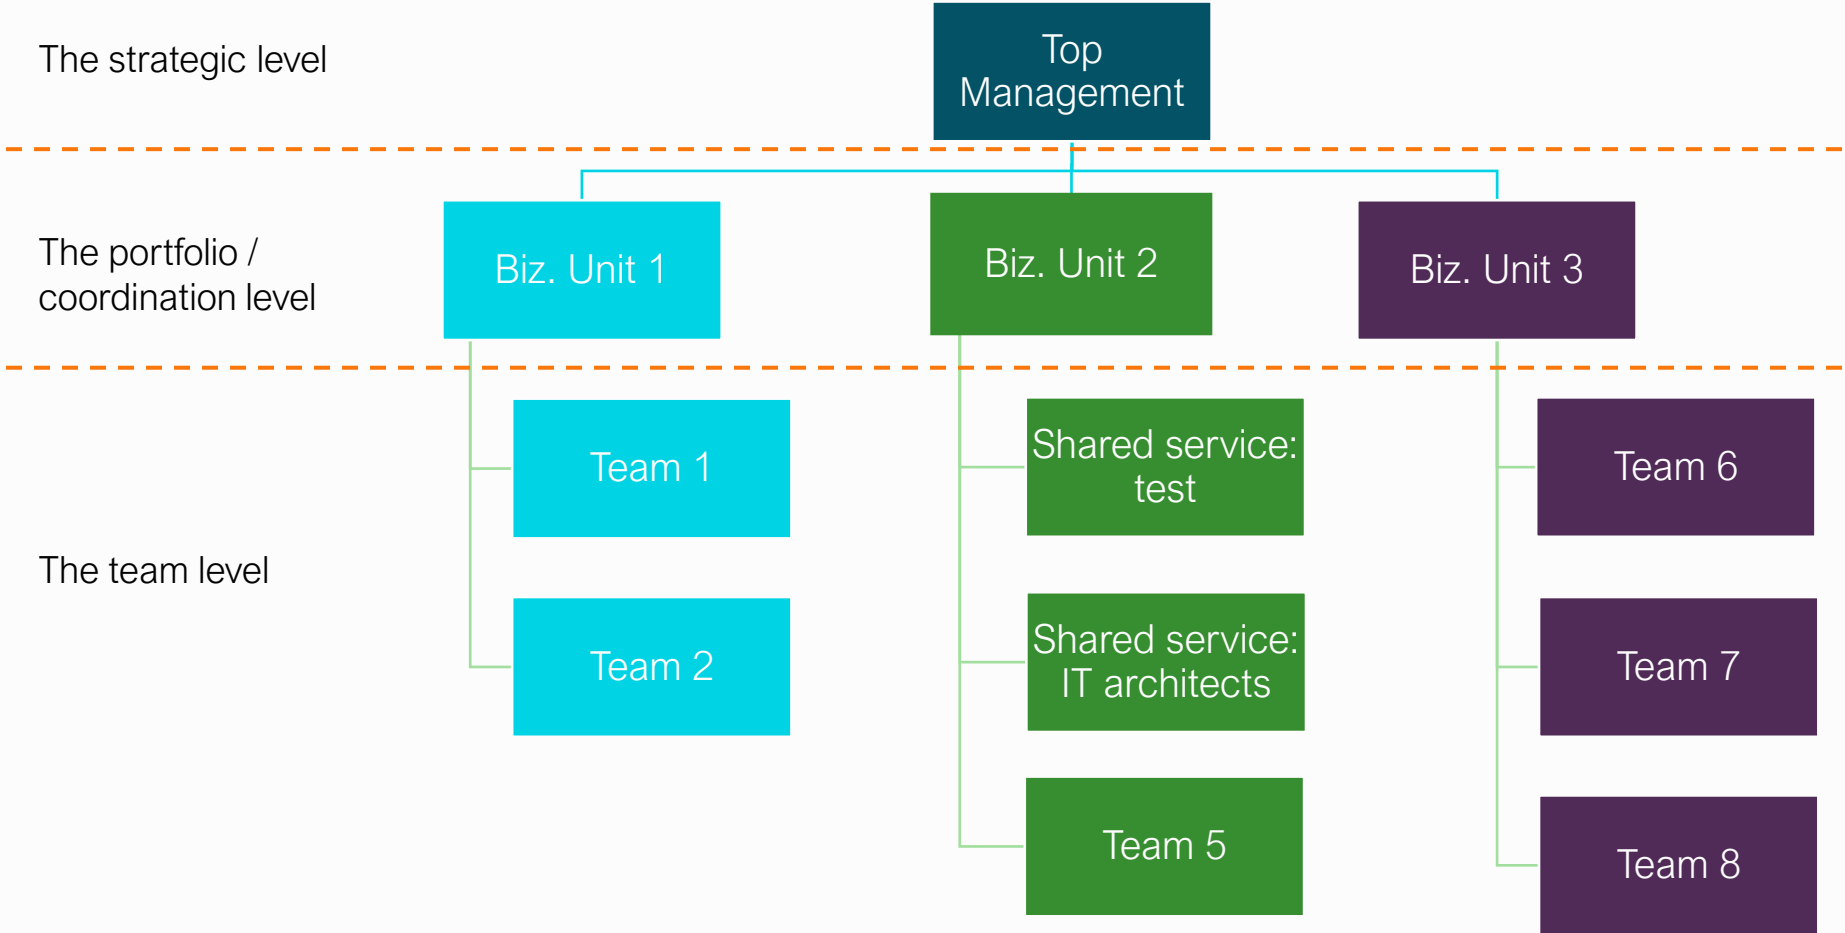 The strategic level
Top
Management
The portfolio /
coordination level
Biz. Unit 1
Biz. Unit 2
Biz. Unit 3
The team level
Team 1
Team 2
Shared service:
test
Shared service:
IT architects
Team 5
Team 6
Team 7
Team 8